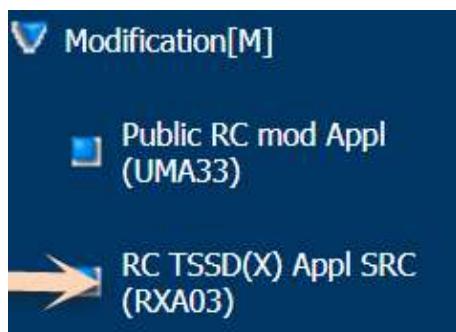 Modification[M]
Public RC mod Appl
(UMA33)
RC TSSD(X) Appl SRC
(RXA03)